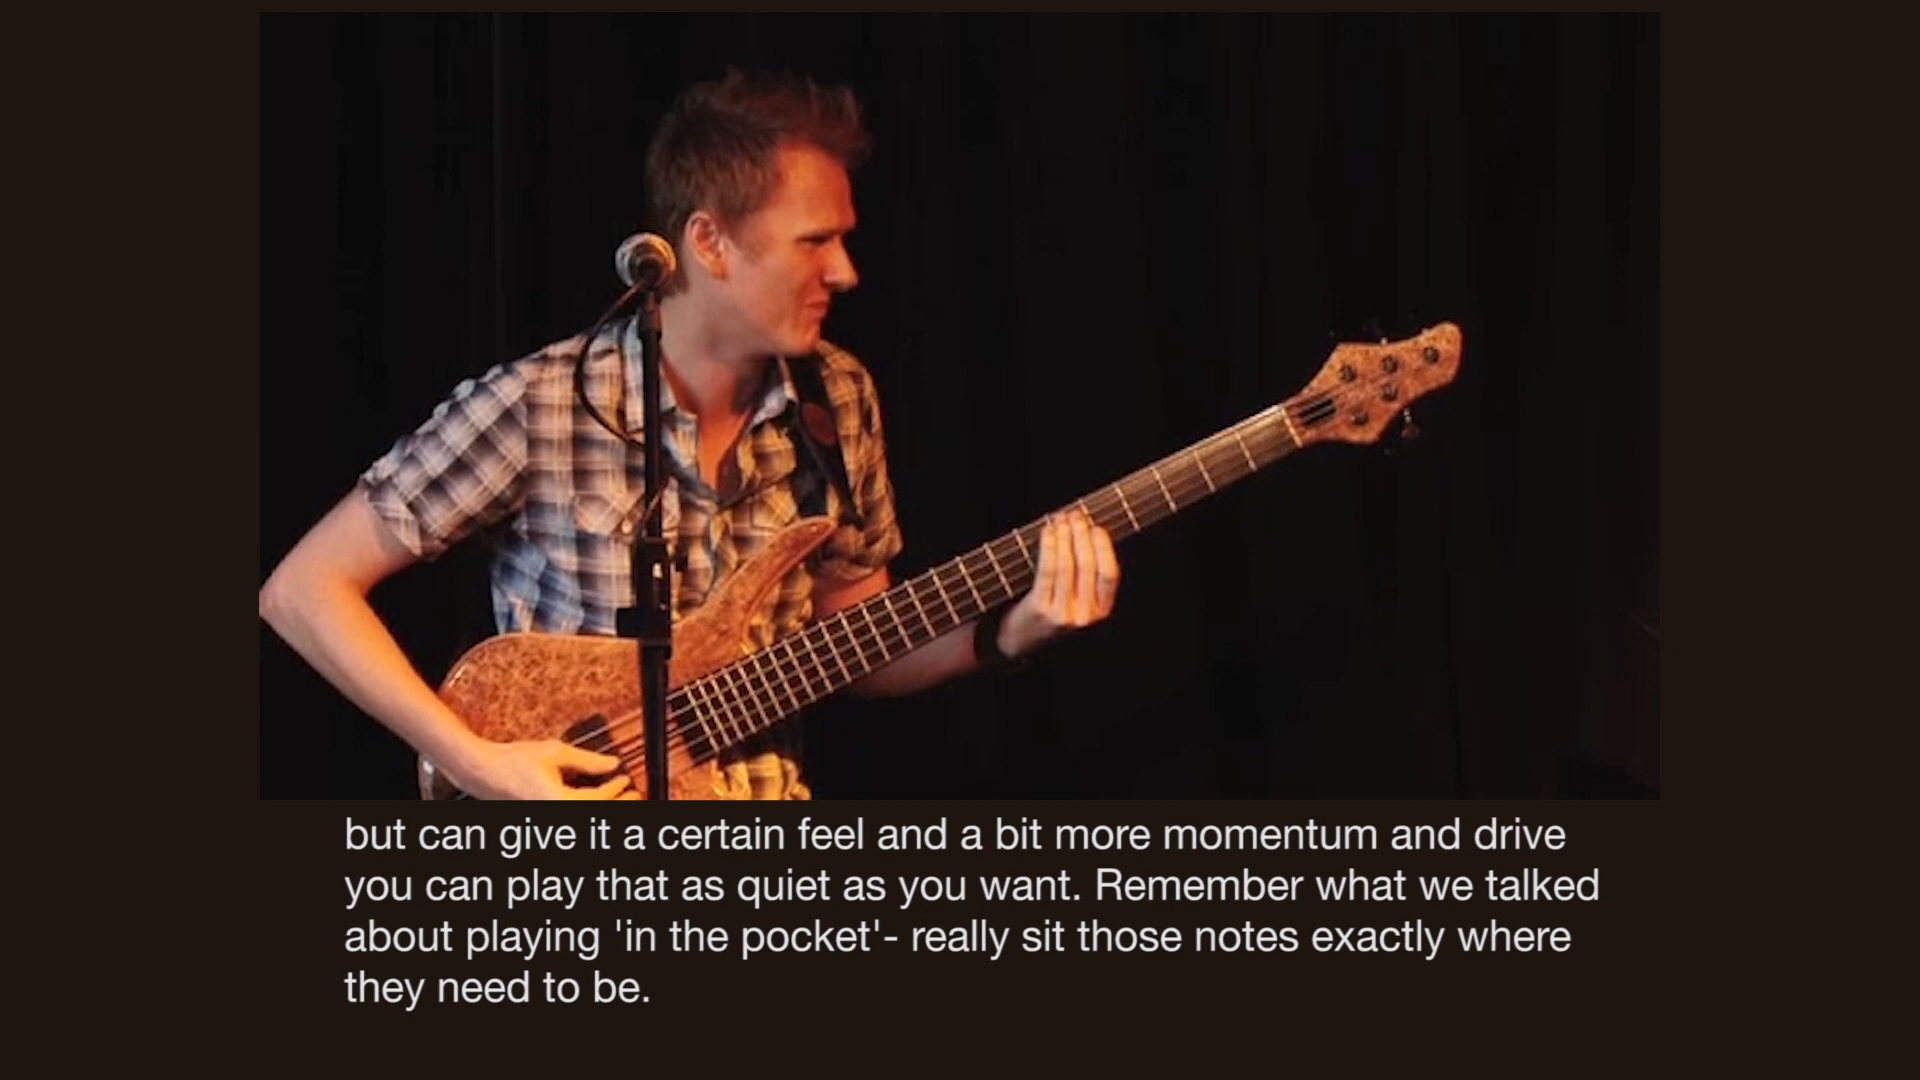 but can give it a certain feel and a bit more momentum and drive
you can play that as quiet as you want. Remember what we talked
about playing 'in the pocket'- really sit those notes exactly where
they need to be.